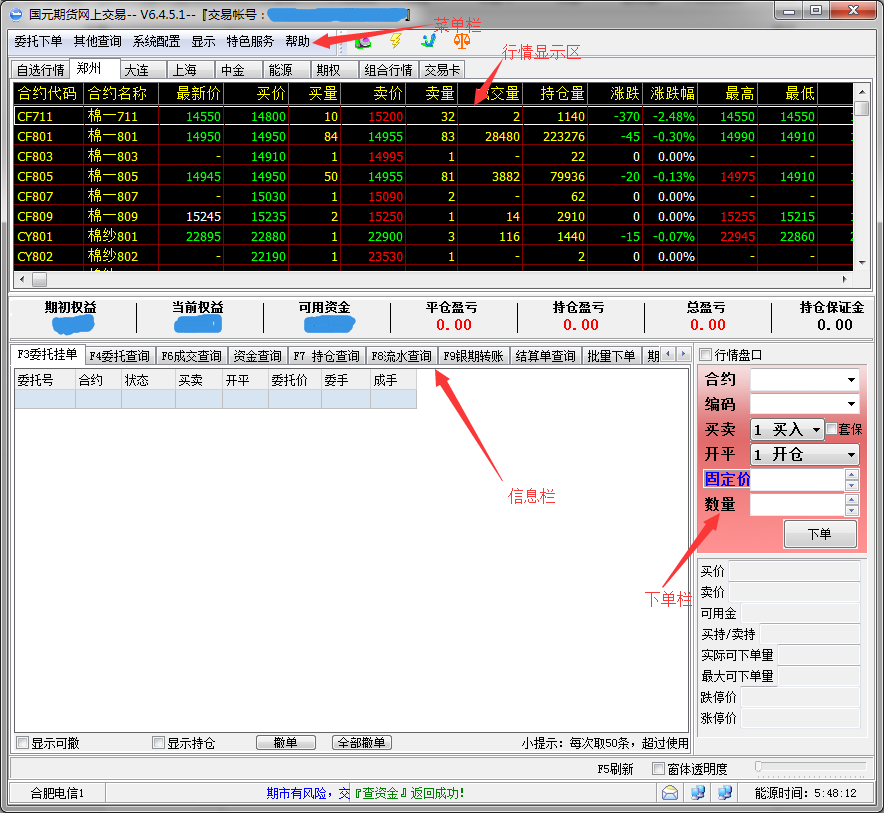 国元期货网上交易-- V6.4.5.1--『交易帐号： 』
委托下单 其他查询 系统配置 显示 特色服务 帮助
菜单栏
行情显示区
自选行情 郑州 大连 上海 中金 能源 期权 组合行情 交易卡
合约代码 合约名称 最新价 买价 买量 卖价 卖量 交量 持仓量 涨跌 涨跌幅 最高 最低
CF711 棉一711 14550 14800 10 15200 32 2 1140 -370 -2.48% 14550 14550
CF801 棉一801 14950 14950 84 14955 83 28480 223276 -45 -0.30% 14990 14910
CF803 棉一803 - 14910 1 14995 1 - 22 0 0.00% - -
CF805 棉一805 14945 14950 50 14955 81 3882 79936 -20 -0.13% 14975 14910
CF807 棉一807 - 15030 1 15090 2 - 62 0 0.00% - -
CF809 棉一809 15245 15235 2 15250 1 14 2910 0 0.00% 15255 15215
CY801 棉纱801 22895 22880 1 22900 3 116 1440 -15 -0.07% 22945 22860
CY802 棉纱802 - 22190 1 23530 1 - 2 0 0.00% - -
期初权益 当前权益 可用资金 平仓盈亏 持仓盈亏 总盈亏 持仓保证金
0.00 0.00 0.00 0.00
F3委托挂单 F4委托查询 F6成交查询 资金查询 F7 持仓查询 F8流水查询 F9银期转账 结算单查询 批量下单 期
委托号 合约 状态 买卖 开平 委托价 委手 成手
信息栏
行情盘口
合约
编码
买卖 1 买入 套保
开平 1 开仓
固定价
数量
下单
下单栏
买价
卖价
可用金
买持/卖持
实际可下单量
最大可下单量
跌停价
涨停价
显示可撤 显示持仓 撤单 全部撤单 小提示：每次取50条，超过使用
F5刷新 窗体透明度
合肥电信1 期市有风险，交 『查资金』返回成功！ 能源时间：5:48:12